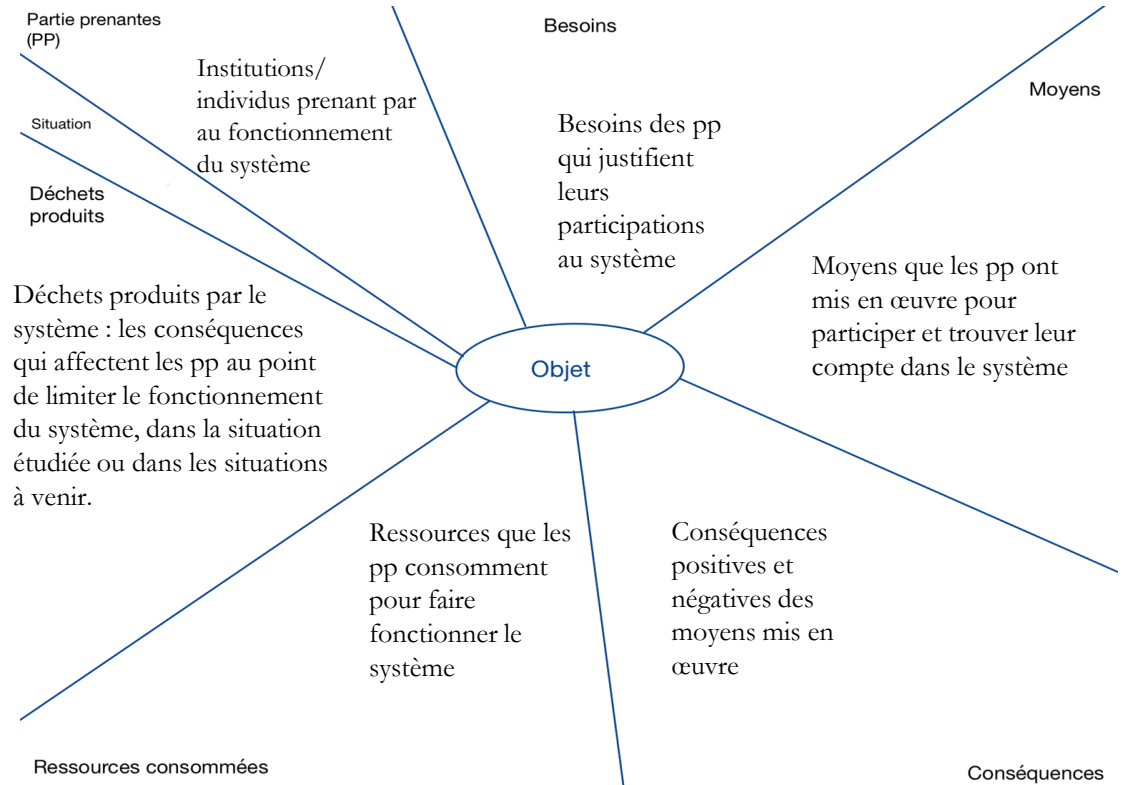 Partie prenantes
(PP)
Institutions/
individus prenant par
au fonctionnement
du système
Besoins
Besoins des pp
qui justifient
leurs
participations
au système
Moyens
Moyens que les pp ont
mis en œuvre pour
participer et trouver leur
compte dans le système
Situation
Déchets
produits
Déchets produits par le
système : les conséquences
qui affectent les pp au point
de limiter le fonctionnement
du système, dans la situation
étudiée ou dans les situations
à venir.
Objet
Ressources que les
pp consomment
pour faire
fonctionner le
système
Ressources consommées
Conséquences
positives et
négatives des
moyens mis en
œuvre
Conséquences